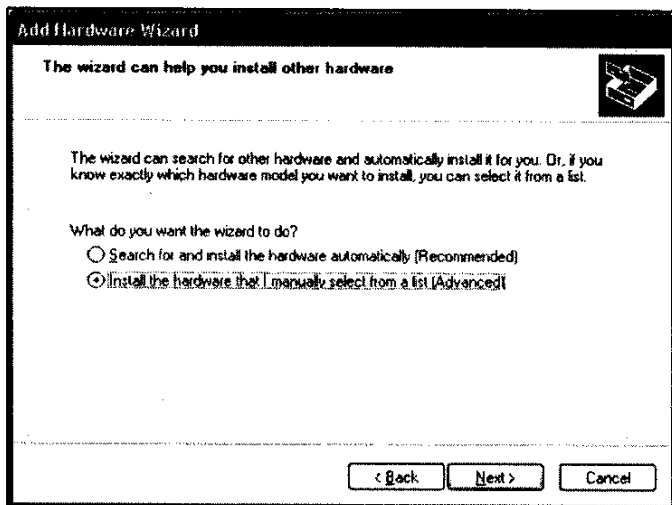 Add Hardware Wizard
The wizard can help you install other hardware
The wizard can search for other hardware and automatically install it for you. Or, if you
know exactly which hardware model you want to install, you can select it from a list.
What do you want the wizard to do?
Search for and install the hardware automatically (Recommended)
Install the hardware that I manually select from a list (Advanced)
< Back
Next >
Cancel